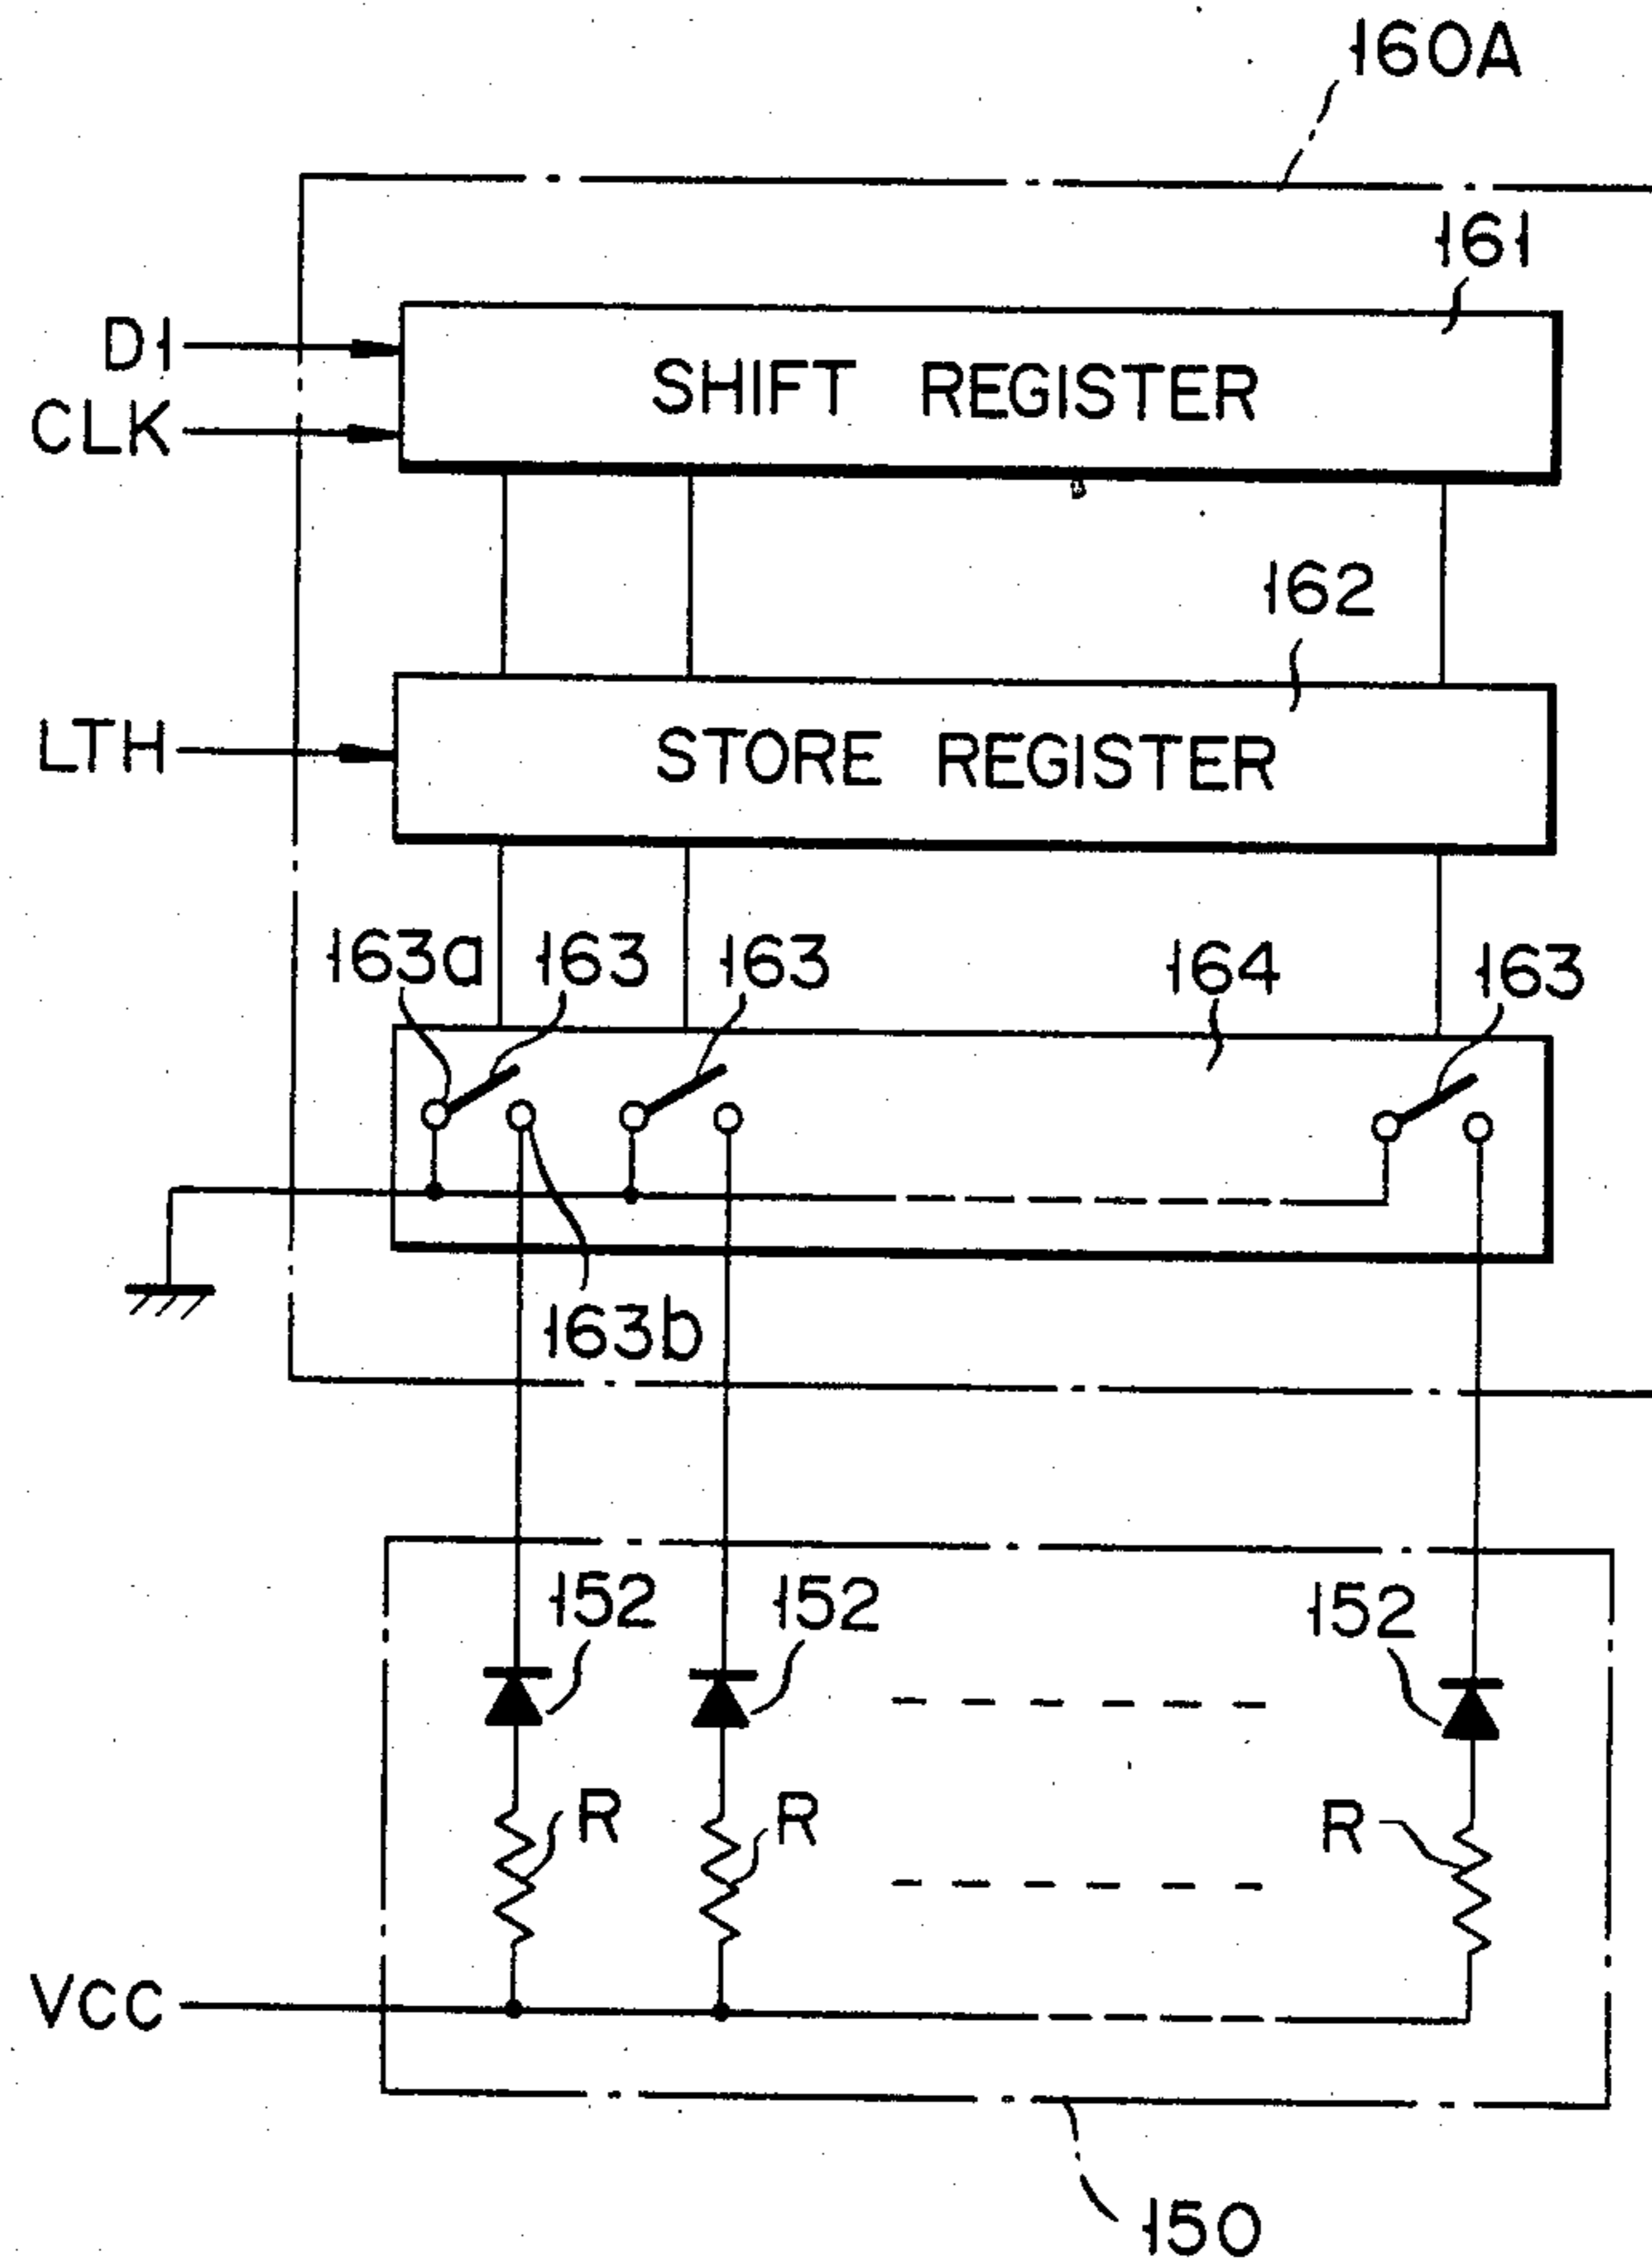 160A
161
DI
SHIFT REGISTER
CLK
162
LTH
STORE REGISTER
163a
163
163
164
163
163b
152
152
152
R
R
R
VCC
150